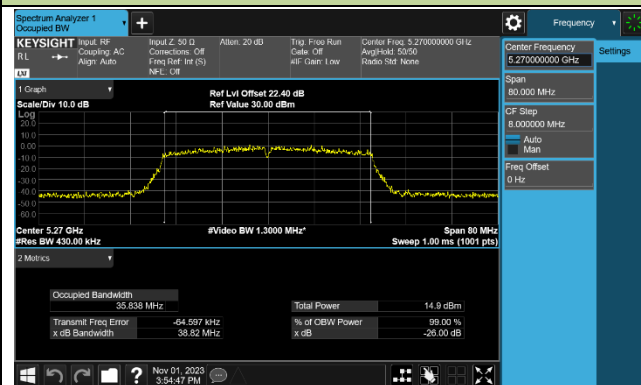 Spectrum Analyzer 1
Occupied BW
Frequency
KEYSIGHT
RL
LXI
Input: RF
Coupling: AC
Align: Auto
Input Z: 50 Ω
Corrections: Off
Freq Ref: Int (S)
NFE: Off
Atten: 20 dB
Trig: Free Run
Gate: Off
#IF Gain: Low
Center Freq: 5.270000000 GHz
Avg|Hold: 50/50
Radio Std: None
1 Graph
Scale/Div 10.0 dB
Ref Lvl Offset 22.40 dB
Ref Value 30.00 dBm
Log
20.0
10.0
0.00
-10.0
-20.0
-30.0
-40.0
-50.0
-60.0
Center 5.27 GHz
#Res BW 430.00 kHz
#Video BW 1.3000 MHz*
Span 80 MHz
Sweep 1.00 ms (1001 pts)
2 Metrics
Occupied Bandwidth
35.838 MHz
Transmit Freq Error -64.597 kHz
x dB Bandwidth 38.82 MHz
Total Power 14.9 dBm
% of OBW Power 99.00 %
x dB -26.00 dB
Nov 01, 2023
3:54:47 PM
Center Frequency
5.270000000 GHz
Span
80.000 MHz
CF Step
8.000000 MHz
Auto
Man
Freq Offset
0 Hz
Settings